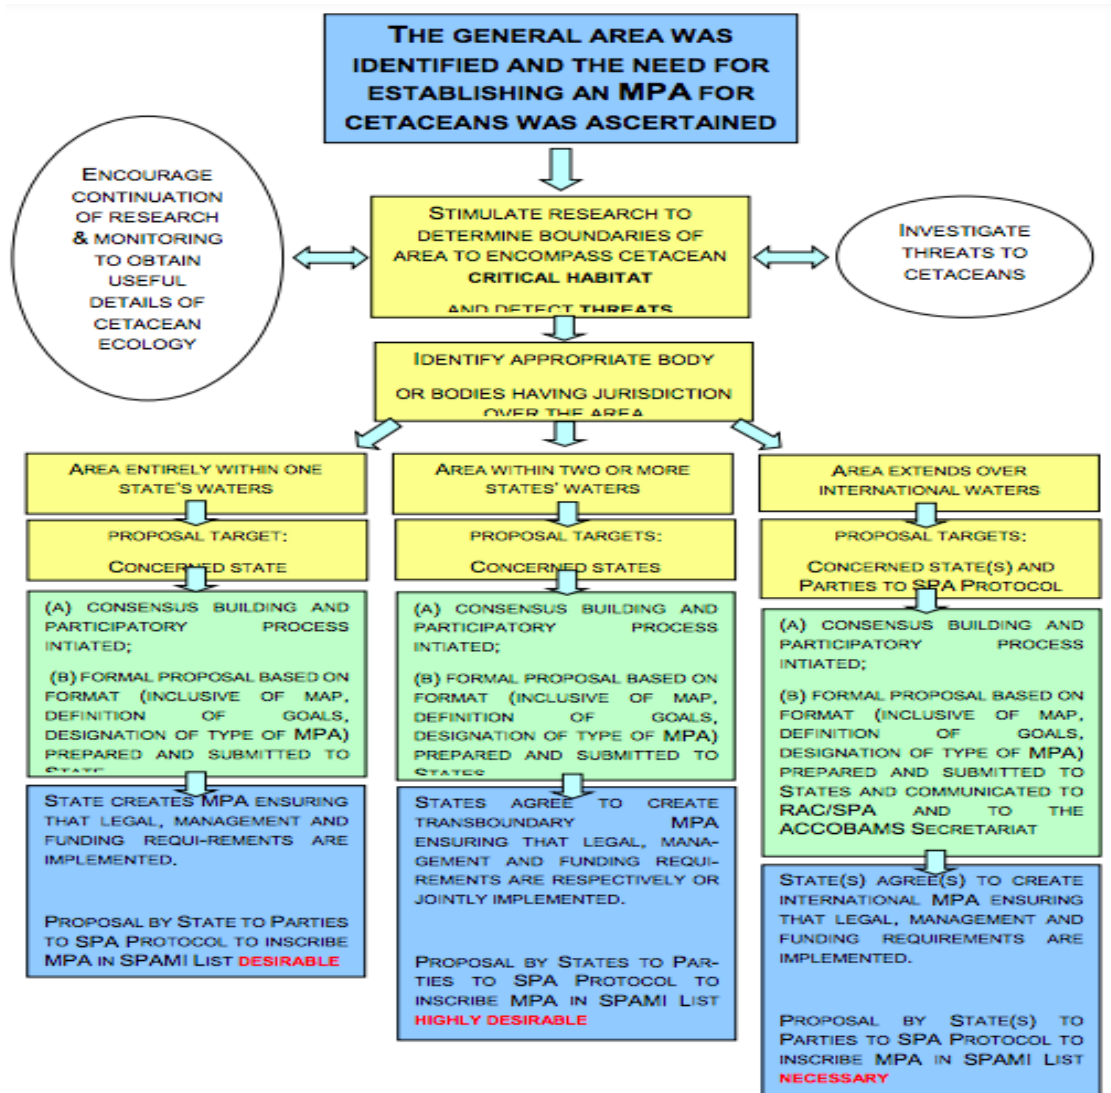 THE GENERAL AREA WAS
IDENTIFIED AND THE NEED FOR
ESTABLISHING AN MPA FOR
CETACEANS WAS ASCERTAINED
ENCOURAGE
CONTINUATION
OF RESEARCH
& MONITORING
TO OBTAIN
USEFUL
DETAILS OF
CETACEAN
ECOLOGY
STIMULATE RESEARCH TO
DETERMINE BOUNDARIES OF
AREA TO ENCOMPASS CETACEAN
CRITICAL HABITAT
AND DETECT THREATS
INVESTIGATE
THREATS TO
CETACEANS
IDENTIFY APPROPRIATE BODY
OR BODIES HAVING JURISDICTION
OVER THE AREA
AREA ENTIRELY WITHIN ONE
STATE'S WATERS
PROPOSAL TARGET:
CONCERNED STATE
(A) CONSENSUS BUILDING AND
PARTICIPATORY PROCESS
INTIATED;
(B) FORMAL PROPOSAL BASED ON
FORMAT (INCLUSIVE OF MAP,
DEFINITION OF GOALS,
DESIGNATION OF TYPE OF MPA)
PREPARED AND SUBMITTED TO
STATE
STATE CREATES MPA ENSURING
THAT LEGAL, MANAGEMENT AND
FUNDING REQUI-REMENTS ARE
IMPLEMENTED.
PROPOSAL BY STATE TO PARTIES
TO SPA PROTOCOL TO INSCRIBE
MPA IN SPAMI LIST DESIRABLE
AREA WITHIN TWO OR MORE
STATES' WATERS
PROPOSAL TARGETS:
CONCERNED STATES
(A) CONSENSUS BUILDING AND
PARTICIPATORY PROCESS
INTIATED;
(B) FORMAL PROPOSAL BASED ON
FORMAT (INCLUSIVE OF MAP,
DEFINITION OF GOALS,
DESIGNATION OF TYPE OF MPA)
PREPARED AND SUBMITTED TO
STATES
STATES AGREE TO CREATE
TRANSBOUNDARY MPA
ENSURING THAT LEGAL, MANA-
GEMENT AND FUNDING REQUI-
REMENTS ARE RESPECTIVELY OR
JOINTLY IMPLEMENTED.
PROPOSAL BY STATES TO PAR-
TIES TO SPA PROTOCOL TO
INSCRIBE MPA IN SPAMI LIST
HIGHLY DESIRABLE
AREA EXTENDS OVER
INTERNATIONAL WATERS
PROPOSAL TARGETS:
CONCERNED STATE(S) AND
PARTIES TO SPA PROTOCOL
(A) CONSENSUS BUILDING AND
PARTICIPATORY PROCESS
INTIATED;
(B) FORMAL PROPOSAL BASED ON
FORMAT (INCLUSIVE OF MAP,
DEFINITION OF GOALS,
DESIGNATION OF TYPE OF MPA)
PREPARED AND SUBMITTED TO
STATES AND COMMUNICATED TO
RAC/SPA AND TO THE
ACCOBAMS SECRETARIAT
STATE(S) AGREE(S) TO CREATE
INTERNATIONAL MPA ENSURING
THAT LEGAL, MANAGEMENT AND
FUNDING REQUIREMENTS ARE
IMPLEMENTED.
PROPOSAL BY STATE(S) TO
PARTIES TO SPA PROTOCOL TO
INSCRIBE MPA IN SPAMI LIST
NECESSARY